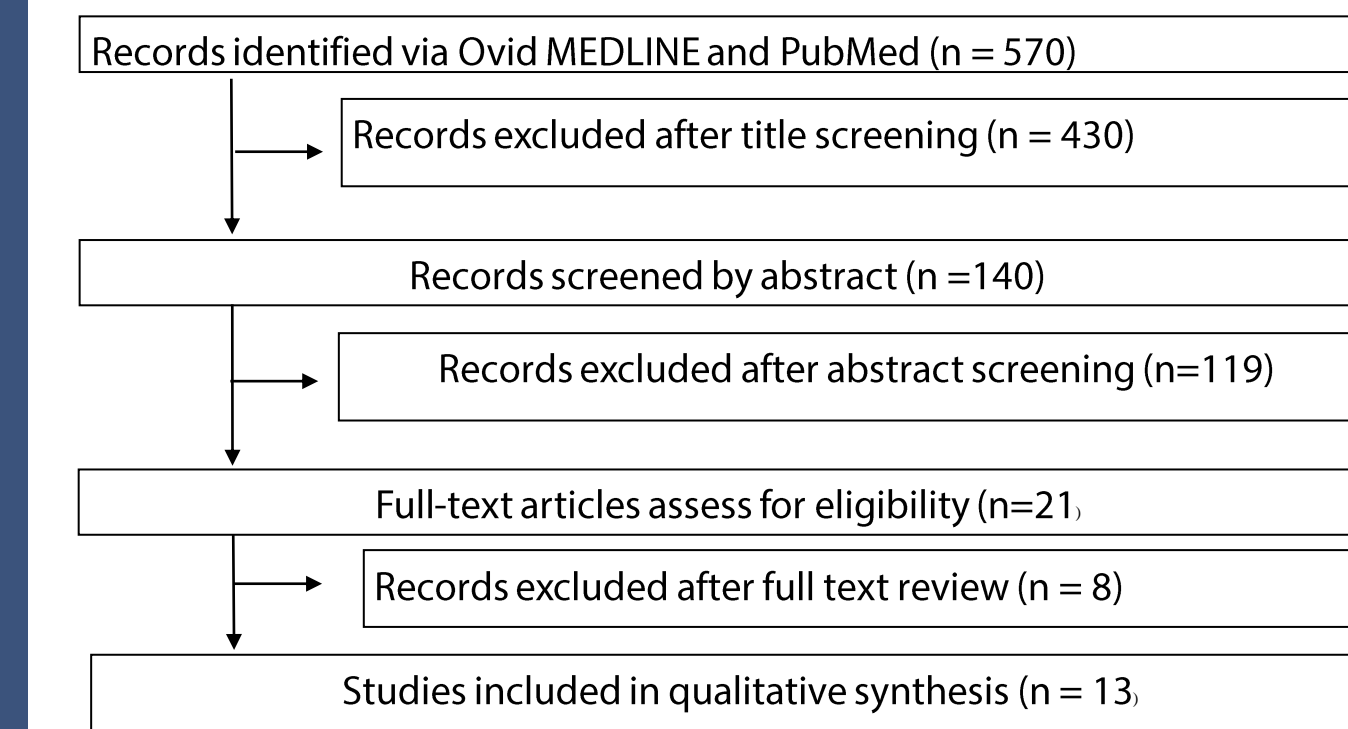 Records identified via Ovid MEDLINE and PubMed (n = 570)
Records excluded after title screening (n = 430)
Records screened by abstract (n =140)
Records excluded after abstract screening (n=119)
Full-text articles assess for eligibility (n=21)
Records excluded after full text review (n = 8)
Studies included in qualitative synthesis (n = 13)